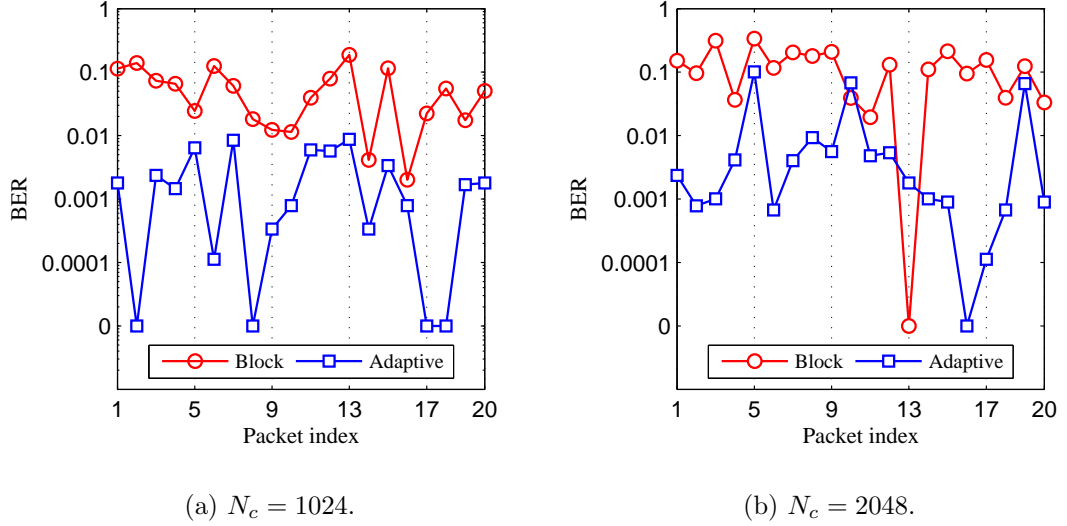 1
0.1
0.01
0.001
0.0001
0
BER
Block Adaptive
1 5 9 13 17 20
Packet index
(a) N_c = 1024.
1
0.1
0.01
0.001
0.0001
0
BER
Block Adaptive
1 5 9 13 17 20
Packet index
(b) N_c = 2048.